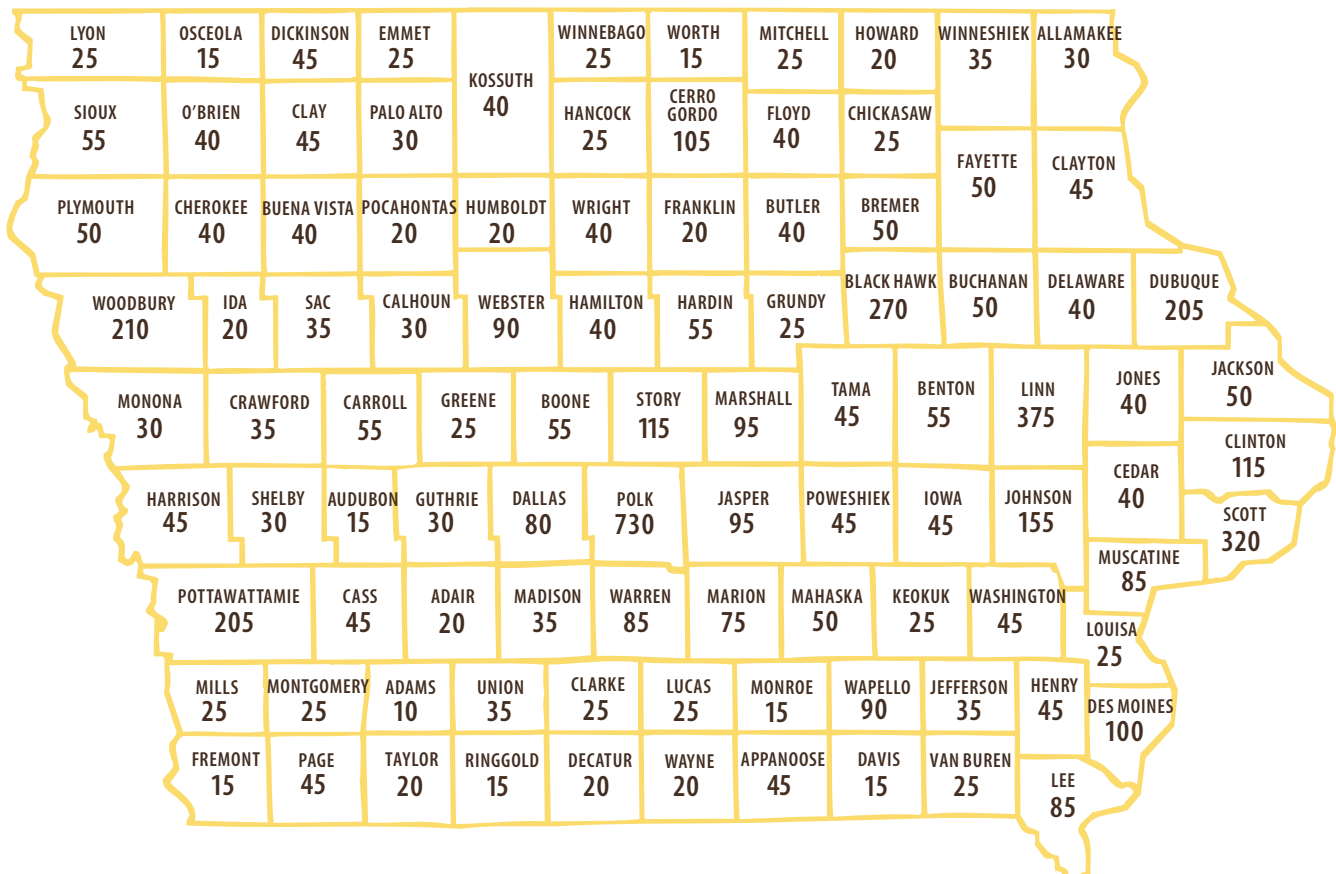 LYON
25
OSCEOLA
15
DICKINSON
45
EMMET
25
KOSSUTH
40
WINNEBAGO
25
WORTH
15
MITCHELL
25
HOWARD
20
WINNESHIEK
35
ALLAMAKEE
30
SIOUX
55
O'BRIEN
40
CLAY
45
PALO ALTO
30
HANCOCK
25
CERRO
GORDO
105
FLOYD
40
CHICKASAW
25
FAYETTE
50
CLAYTON
45
PLYMOUTH
50
CHEROKEE
40
BUENA VISTA
40
POCAHONTAS
20
HUMBOLDT
20
WRIGHT
40
FRANKLIN
20
BUTLER
40
BREMER
50
WOODBURY
210
IDA
20
SAC
35
CALHOUN
30
WEBSTER
90
HAMILTON
40
HARDIN
55
GRUNDY
25
BLACK HAWK
270
BUCHANAN
50
DELAWARE
40
DUBUQUE
205
MONONA
30
CRAWFORD
35
CARROLL
55
GREENE
25
BOONE
55
STORY
115
MARSHALL
95
TAMA
45
BENTON
55
LINN
375
JONES
40
JACKSON
50
CLINTON
115
HARRISON
45
SHELBY
30
AUDUBON
15
GUTHRIE
30
DALLAS
80
POLK
730
JASPER
95
POWESHIEK
45
IOWA
45
JOHNSON
155
CEDAR
40
SCOTT
320
MUSCATINE
85
POTTAWATTAMIE
205
CASS
45
ADAIR
20
MADISON
35
WARREN
85
MARION
75
MAHASKA
50
KEOKUK
25
WASHINGTON
45
LOUISA
25
MILLS
25
MONTGOMERY
25
ADAMS
10
UNION
35
CLARKE
25
LUCAS
25
MONROE
15
WAPELLO
90
JEFFERSON
35
HENRY
45
DES MOINES
100
FREMONT
15
PAGE
45
TAYLOR
20
RINGGOLD
15
DECATUR
20
WAYNE
20
APPANOOSE
45
DAVIS
15
VAN BUREN
25
LEE
85